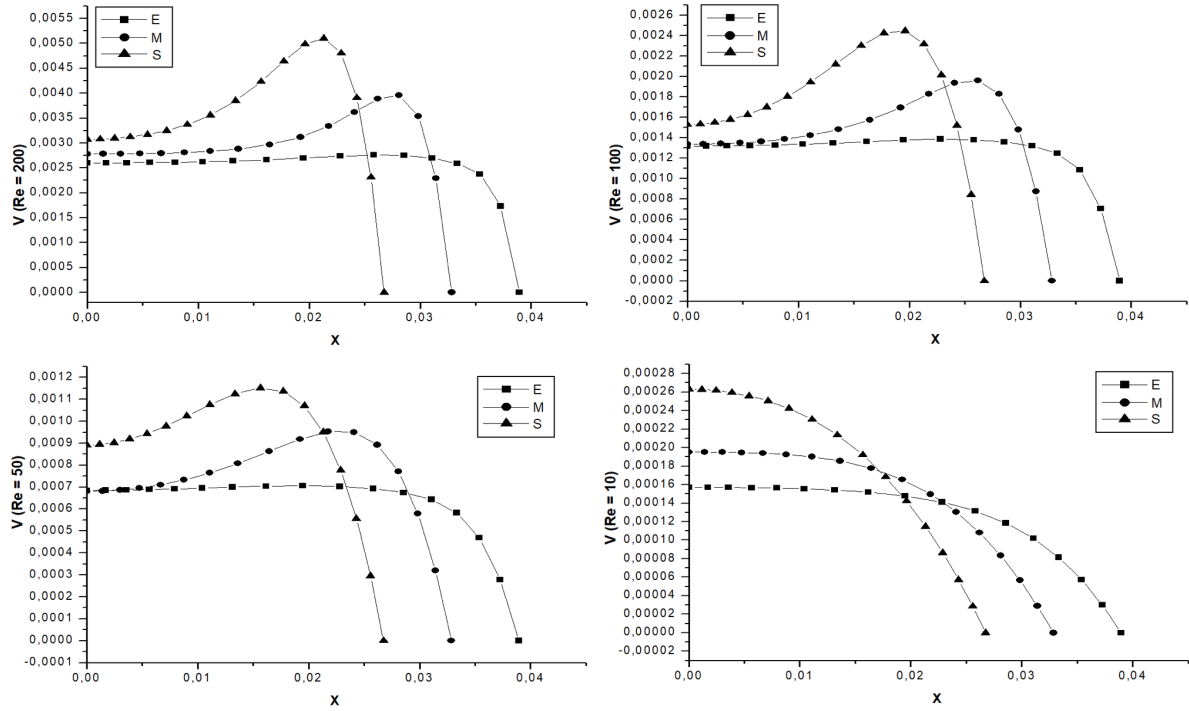 0,0055
0,0050
0,0045
0,0040
0,0035
0,0030
0,0025
0,0020
0,0015
0,0010
0,0005
0,0000
V (Re = 200)
E
M
S
0,00 0,01 0,02 0,03 0,04
X
0,0026
0,0024
0,0022
0,0020
0,0018
0,0016
0,0014
0,0012
0,0010
0,0008
0,0006
0,0004
0,0002
0,0000
-0,0002
V (Re = 100)
E
M
S
0,00 0,01 0,02 0,03 0,04
X
0,0012
0,0011
0,0010
0,0009
0,0008
0,0007
0,0006
0,0005
0,0004
0,0003
0,0002
0,0001
0,0000
-0,0001
V (Re = 50)
E
M
S
0,00 0,01 0,02 0,03 0,04
X
0,00028
0,00026
0,00024
0,00022
0,00020
0,00018
0,00016
0,00014
0,00012
0,00010
0,00008
0,00006
0,00004
0,00002
0,00000
-0,00002
V (Re = 10)
E
M
S
0,00 0,01 0,02 0,03 0,04
X